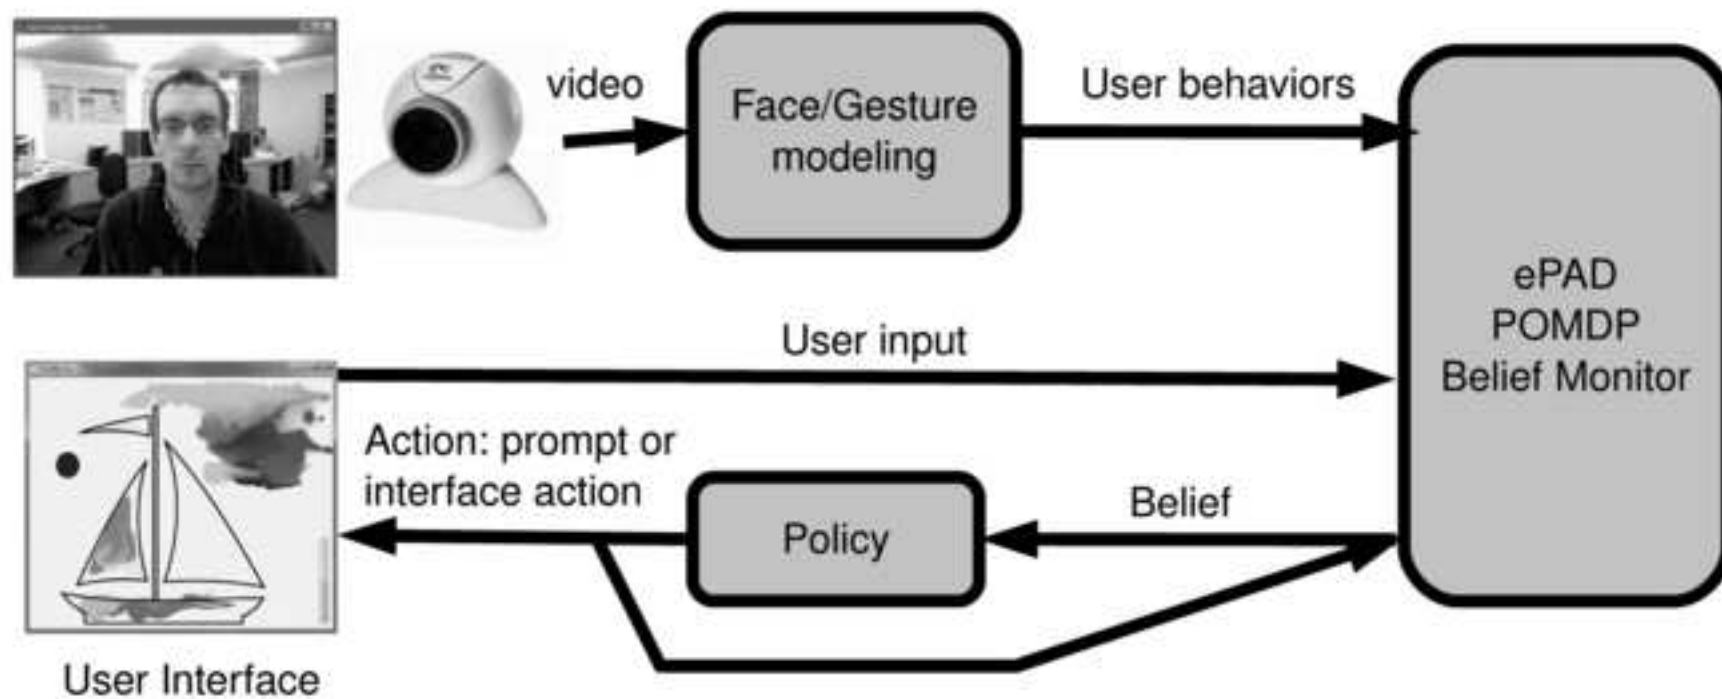 video
Face/Gesture
modeling
User behaviors
ePAD
POMDP
Belief Monitor
User input
Action: prompt or
interface action
Policy
Belief
User Interface